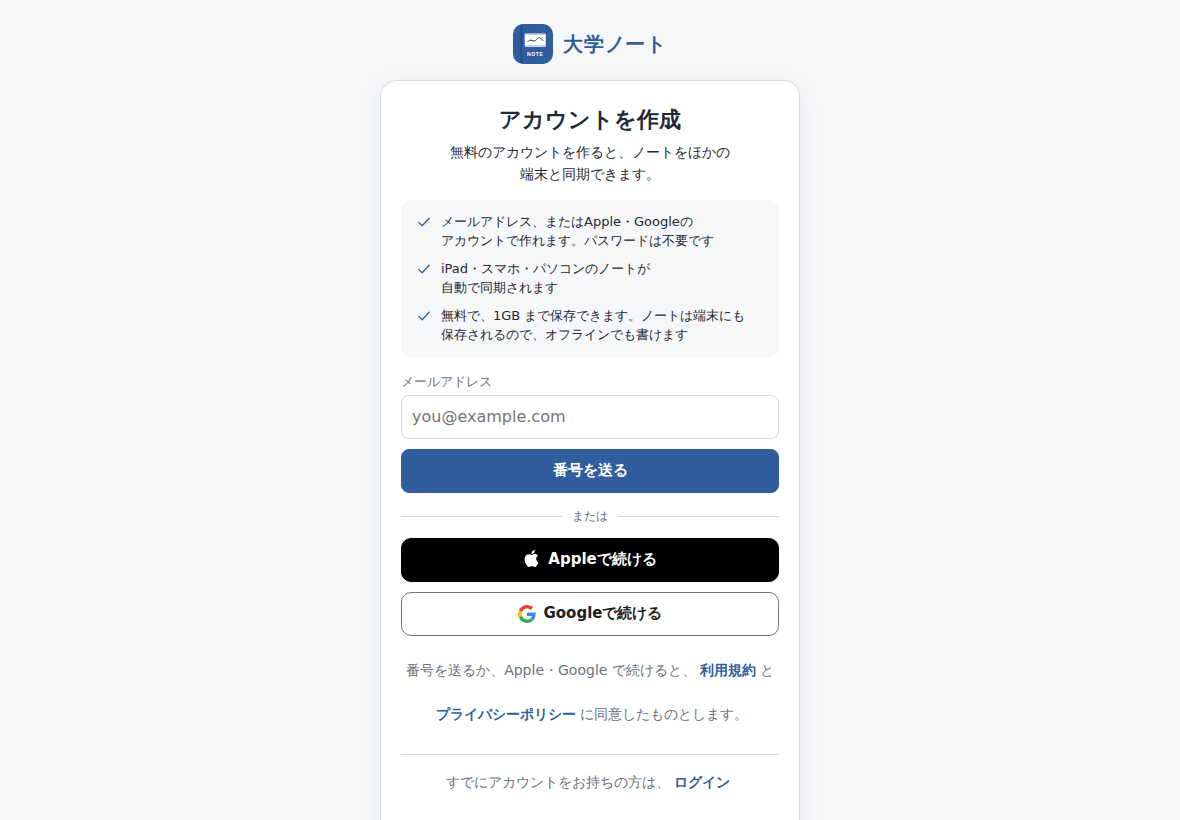 NOTE
大学ノート
アカウントを作成
無料のアカウントを作ると、ノートをほかの
端末と同期できます。
メールアドレス、またはApple・Googleの
アカウントで作れます。パスワードは不要です
iPad・スマホ・パソコンのノートが
自動で同期されます
無料で、1GB まで保存できます。ノートは端末にも
保存されるので、オフラインでも書けます
メールアドレス
you@example.com
番号を送る
または
Appleで続ける
Googleで続ける
番号を送るか、Apple・Google で続けると、 利用規約 と
プライバシーポリシー に同意したものとします。
すでにアカウントをお持ちの方は、 ログイン